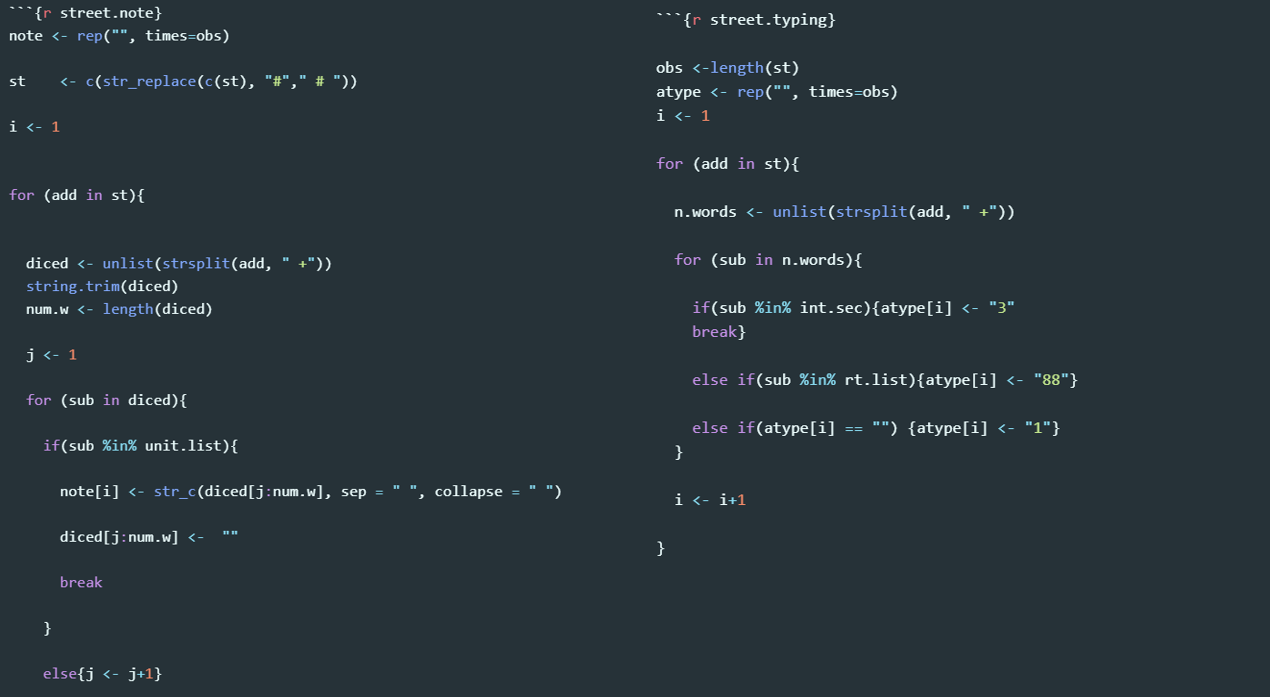 ```{r street.note}
note <- rep("", times=obs)
st    <- c(str_replace(c(st), "#"," # "))
i <- 1
for (add in st){
  diced <- unlist(strsplit(add, " +"))
  string.trim(diced)
  num.w <- length(diced)
  j <- 1
  for (sub in diced){
    if(sub %in% unit.list){
      note[i] <- str_c(diced[j:num.w], sep = " ", collapse = " ")
      diced[j:num.w] <-  ""
      break
    }
    else{j <- j+1}
```{r street.typing}
obs <-length(st)
atype <- rep("", times=obs)
i <- 1
for (add in st){
  n.words <- unlist(strsplit(add, " +"))
  for (sub in n.words){
    if(sub %in% int.sec){atype[i] <- "3"
    break}
    else if(sub %in% rt.list){atype[i] <- "88"}
    else if(atype[i] == "") {atype[i] <- "1"}
  }
  i <- i+1
}